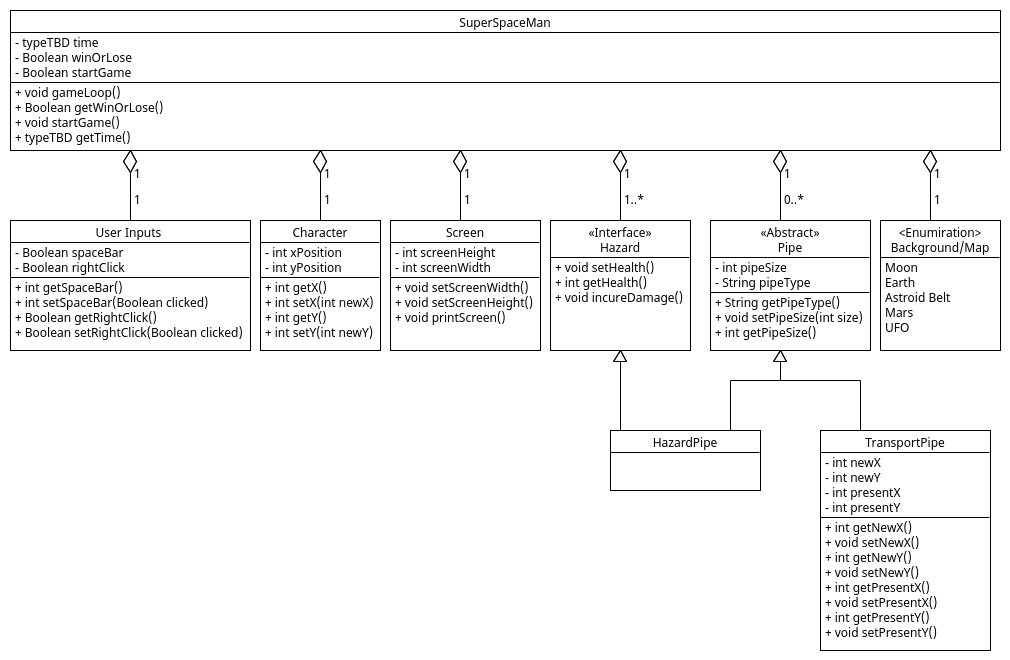 SuperSpaceMan
- typeTBD time
- Boolean winOrLose
- Boolean startGame
+ void gameLoop()
+ Boolean getWinOrLose()
+ void startGame()
+ typeTBD getTime()
1
1
1
1
1
1
1
1
1
1..*
0..*
1
User Inputs
- Boolean spaceBar
- Boolean rightClick
+ int getSpaceBar()
+ int setSpaceBar(Boolean clicked)
+ Boolean getRightClick()
+ Boolean setRightClick(Boolean clicked)
Character
- int xPosition
- int yPosition
+ int getX()
+ int setX(int newX)
+ int getY()
+ int setY(int newY)
Screen
- int screenHeight
- int screenWidth
+ void setScreenWidth()
+ void setScreenHeight()
+ void printScreen()
«Interface»
Hazard
+ void setHealth()
+ int getHealth()
+ void incureDamage()
«Abstract»
Pipe
- int pipeSize
- String pipeType
+ String getPipeType()
+ void setPipeSize(int size)
+ int getPipeSize()
<Enumiration>
Background/Map
Moon
Earth
Astroid Belt
Mars
UFO
HazardPipe
TransportPipe
- int newX
- int newY
- int presentX
- int presentY
+ int getNewX()
+ void setNewX()
+ int getNewY()
+ void setNewY()
+ int getPresentX()
+ void setPresentX()
+ int getPresentY()
+ void setPresentY()